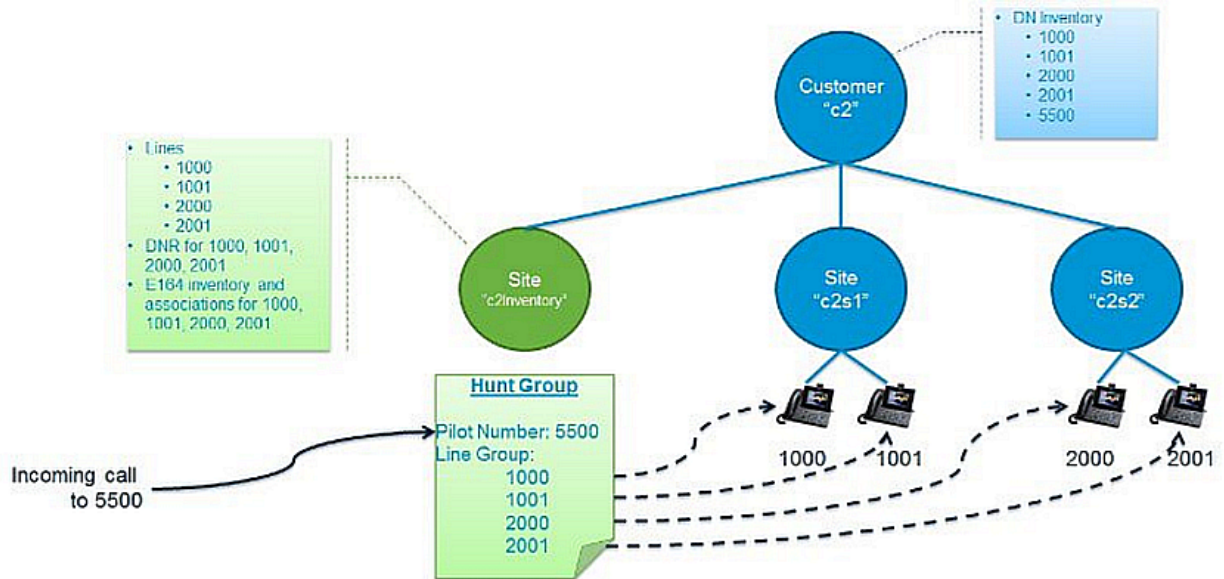 • DN Inventory
• 1000
• 1001
• 2000
• 2001
• 5500
Customer
"c2"
• Lines
• 1000
• 1001
• 2000
• 2001
• DNR for 1000, 1001,
2000, 2001
• E164 inventory and
associations for 1000,
1001, 2000, 2001
Site
"c2Inventory"
Site
"c2s1"
Site
"c2s2"
Hunt Group
Pilot Number: 5500
Line Group:
1000
1001
2000
2001
Incoming call
to 5500
1000
1001
2000
2001